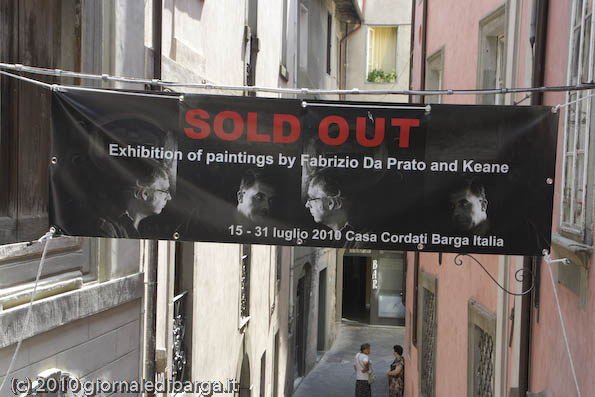 SOLD OUT
Exhibition of paintings by Fabrizio Da Prato and Keane
15 - 31 luglio 2010 Casa Cordati Barga Italia
BAR
© 2010giornaledibarga.it